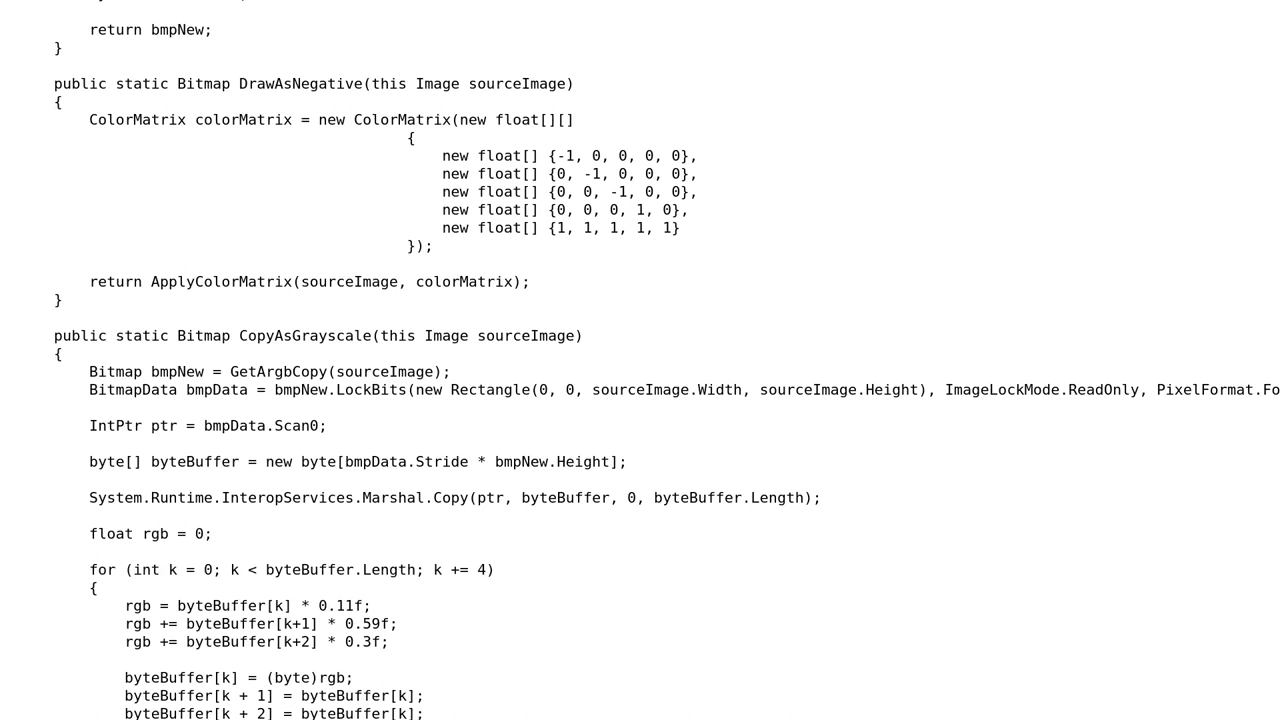 return bmpNew;
}
public static Bitmap DrawAsNegative(this Image sourceImage)
{
ColorMatrix colorMatrix = new ColorMatrix(new float[][]
{
new float[] {-1, 0, 0, 0, 0},
new float[] {0, -1, 0, 0, 0},
new float[] {0, 0, -1, 0, 0},
new float[] {0, 0, 0, 1, 0},
new float[] {1, 1, 1, 1, 1}
});
return ApplyColorMatrix(sourceImage, colorMatrix);
}
public static Bitmap CopyAsGrayscale(this Image sourceImage)
{
Bitmap bmpNew = GetArgbCopy(sourceImage);
BitmapData bmpData = bmpNew.LockBits(new Rectangle(0, 0, sourceImage.Width, sourceImage.Height), ImageLockMode.ReadOnly, PixelFormat.Fo
IntPtr ptr = bmpData.Scan0;
byte[] byteBuffer = new byte[bmpData.Stride * bmpNew.Height];
System.Runtime.InteropServices.Marshal.Copy(ptr, byteBuffer, 0, byteBuffer.Length);
float rgb = 0;
for (int k = 0; k < byteBuffer.Length; k += 4)
{
rgb = byteBuffer[k] * 0.11f;
rgb += byteBuffer[k+1] * 0.59f;
rgb += byteBuffer[k+2] * 0.3f;
byteBuffer[k] = (byte)rgb;
byteBuffer[k + 1] = byteBuffer[k];
byteBuffer[k + 2] = byteBuffer[k];